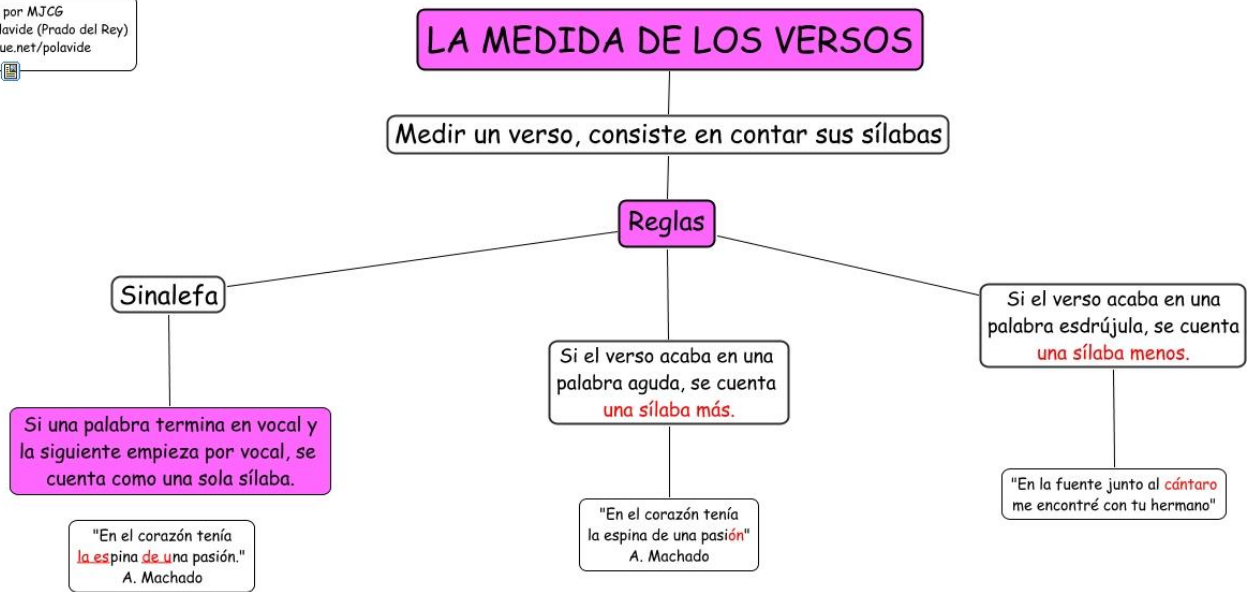 por MJCG
lavide (Prado del Rey)
ue.net/polavide
LA MEDIDA DE LOS VERSOS
Medir un verso, consiste en contar sus sílabas
Reglas
Sinalefa
Si una palabra termina en vocal y
la siguiente empieza por vocal, se
cuenta como una sola sílaba.
"En el corazón tenía
la espina de una pasión."
A. Machado
Si el verso acaba en una
palabra aguda, se cuenta
una sílaba más.
"En el corazón tenía
la espina de una pasión"
A. Machado
Si el verso acaba en una
palabra esdrújula, se cuenta
una sílaba menos.
"En la fuente junto al cántaro
me encontré con tu hermano"